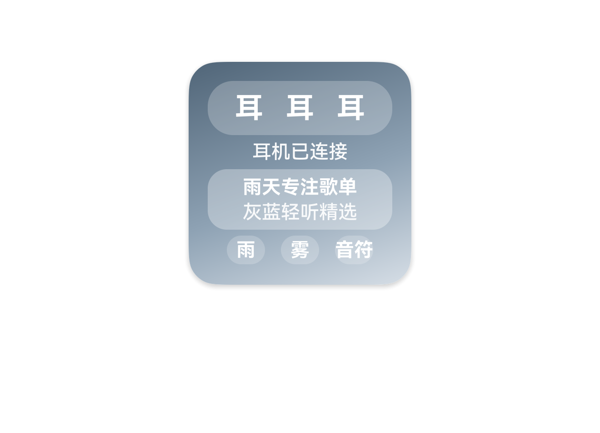 耳 耳 耳
耳机已连接
雨天专注歌单
灰蓝轻听精选
雨 雾 音符